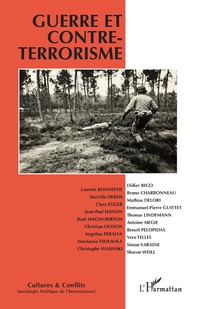 GUERRE ET
CONTRE-
TERRORISME
Laurent BONNEFOY
Marielle DEBOS
Clara EGGER
Jean-Paul HANON
Raul MAGNI-BERTON
Christian OLSSON
Angelina PERALVA
Anastassia TSOUKALA
Christophe WASINSKI
Didier BIGO
Bruno CHARBONNEAU
Mathias DELORI
Emmanuel-Pierre GUITTET
Thomas LINDEMANN
Antoine MEGIE
Benoît PELOPIDAS
Vera TELLES
Simon VARAINE
Sharon WEILL
Cultures & Conflits
Sociologie Politique de l'International
L'Harmattan